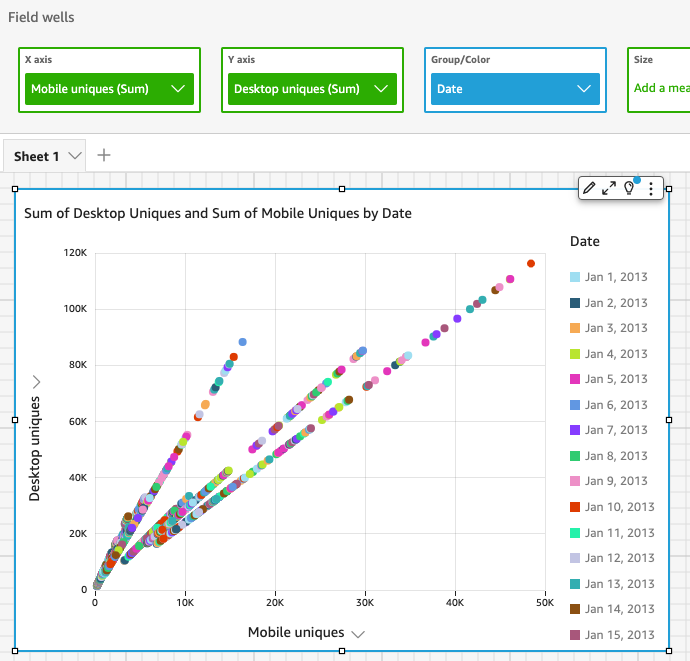 Field wells
X axis
Y axis
Group/Color
Size
Mobile uniques (Sum)
Desktop uniques (Sum)
Date
Add a mea
Sheet 1
Sum of Desktop Uniques and Sum of Mobile Uniques by Date
Desktop uniques
120K
100K
80K
60K
40K
20K
0
0
10K
20K
30K
40K
50K
Mobile uniques
Date
Jan 1, 2013
Jan 2, 2013
Jan 3, 2013
Jan 4, 2013
Jan 5, 2013
Jan 6, 2013
Jan 7, 2013
Jan 8, 2013
Jan 9, 2013
Jan 10, 2013
Jan 11, 2013
Jan 12, 2013
Jan 13, 2013
Jan 14, 2013
Jan 15, 2013